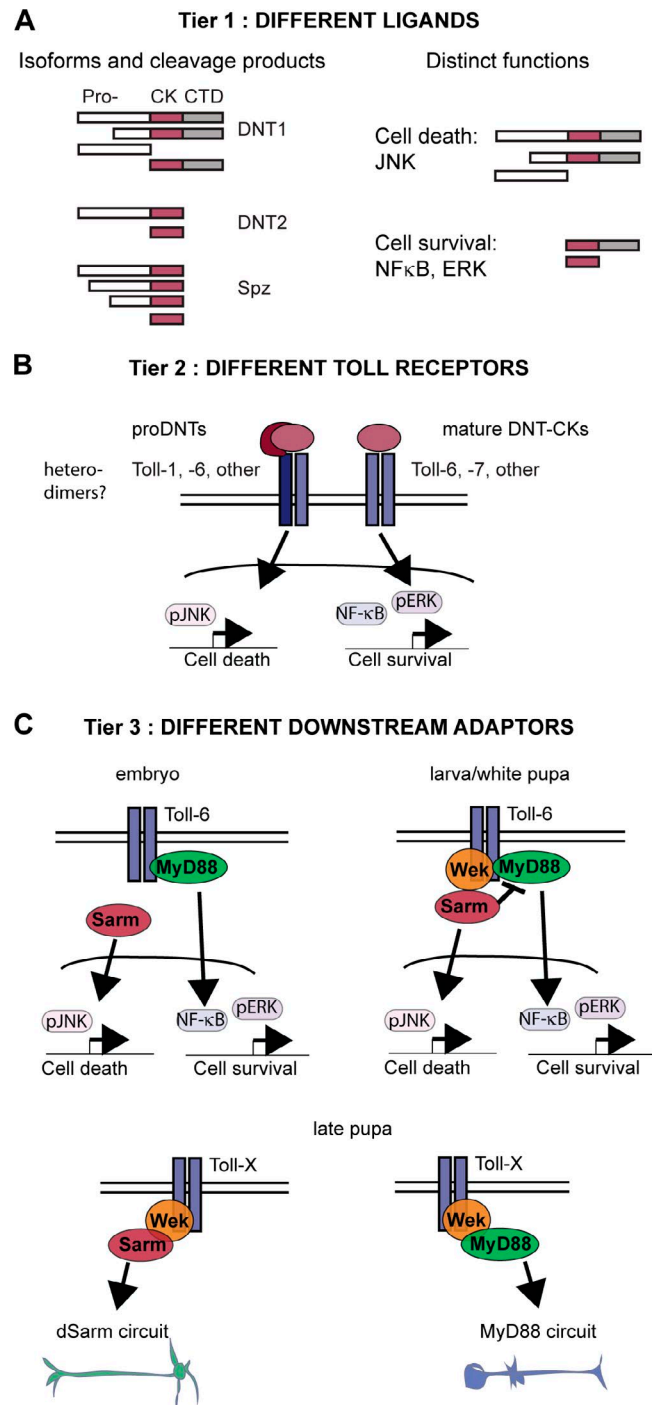 A Tier 1 : DIFFERENT LIGANDS
Isoforms and cleavage products
Distinct functions
Pro- CK CTD
DNT1
DNT2
Spz
Cell death:
JNK
Cell survival:
NFκB, ERK
B Tier 2 : DIFFERENT TOLL RECEPTORS
proDNTs
mature DNT-CKs
hetero-
dimers?
Toll-1, -6, other
Toll-6, -7, other
pJNK
Cell death
NF-κB
pERK
Cell survival
C Tier 3 : DIFFERENT DOWNSTREAM ADAPTORS
embryo
Toll-6
MyD88
Sarm
pJNK
Cell death
NF-κB
pERK
Cell survival
larva/white pupa
Toll-6
Wek
MyD88
Sarm
pJNK
Cell death
NF-κB
pERK
Cell survival
late pupa
Toll-X
Wek
Sarm
dSarm circuit
Toll-X
Wek
MyD88
MyD88 circuit